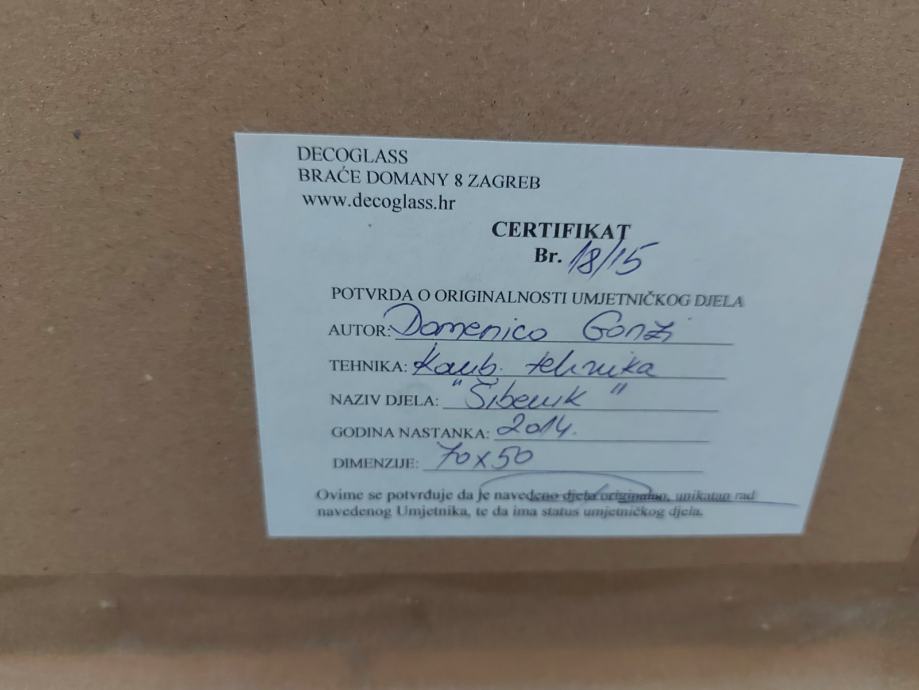 DECOGLASS
BRAĆE DOMANY 8 ZAGREB
www.decoglass.hr
CERTIFIKAT
Br. 18/15
POTVRDA O ORIGINALNOSTI UMJETNIČKOG DJELA
AUTOR: Domenico Gonzi
TEHNIKA: Komb. tehnika
NAZIV DJELA: "Šibenik"
GODINA NASTANKA: 2014.
DIMENZIJE: 70x50
Ovime se potvrđuje da je navedeno djelo originalno, unikatan rad
navedenog Umjetnika, te da ima status umjetničkog djela.